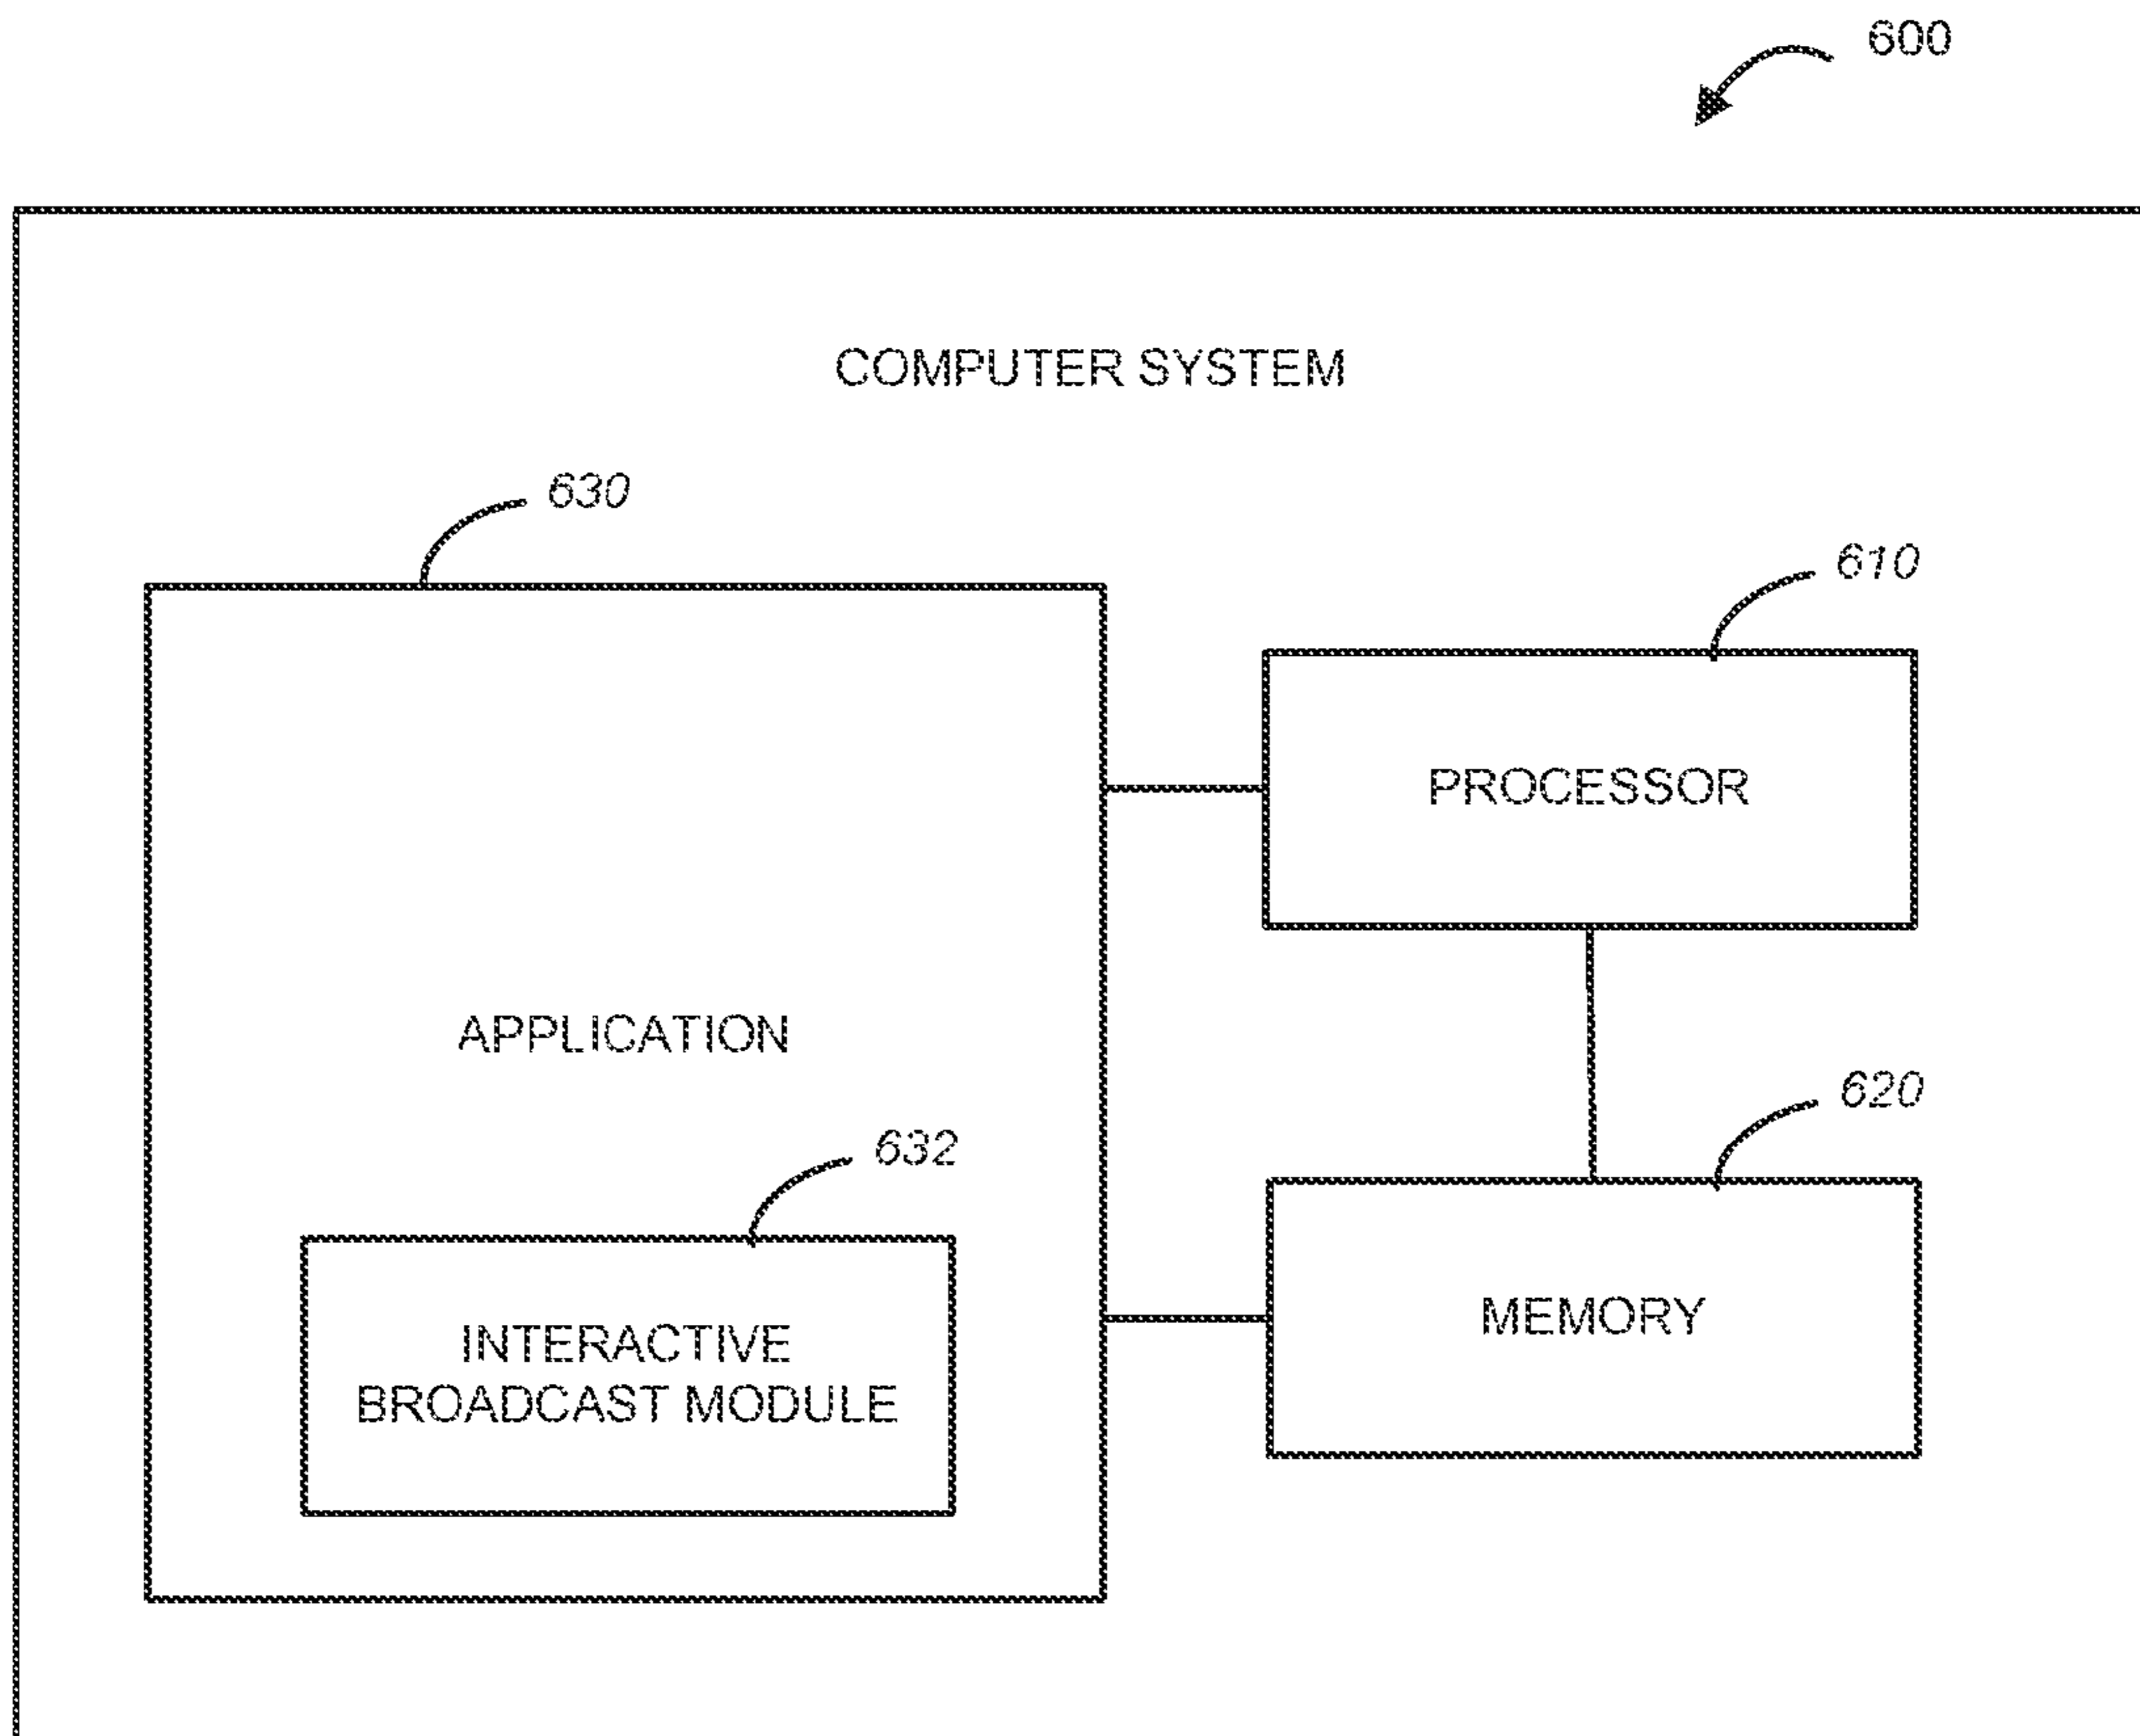 600
COMPUTER SYSTEM
630
610
PROCESSOR
APPLICATION
620
632
MEMORY
INTERACTIVE
BROADCAST MODULE